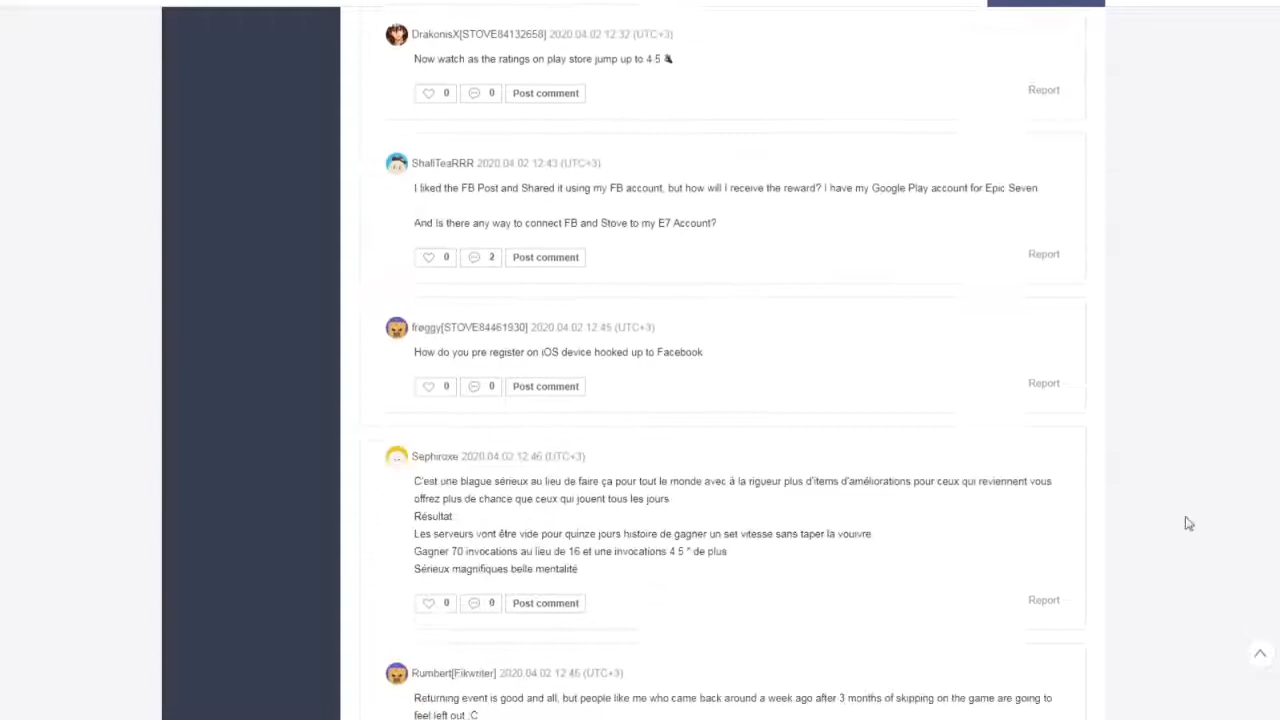 DrakonisX[STOVE84132658] 2020.04.02 12:32 (UTC+3)
Now watch as the ratings on play store jump up to 4 5
0 0 Post comment
Report
ShallTeaRRR 2020.04.02 12:43 (UTC+3)
I liked the FB Post and Shared it using my FB account, but how will I receive the reward? I have my Google Play account for Epic Seven
And Is there any way to connect FB and Stove to my E7 Account?
0 2 Post comment
Report
frøggy[STOVE84461930] 2020.04.02 12:45 (UTC+3)
How do you pre register on iOS device hooked up to Facebook
0 0 Post comment
Report
Sephiroxe 2020.04.02 12:46 (UTC+3)
C'est une blague sérieux au lieu de faire ça pour tout le monde avec à la rigueur plus d'items d'améliorations pour ceux qui reviennent vous
offrez plus de chance que ceux qui jouent tous les jours
Résultat
Les serveurs vont être vide pour quinze jours histoire de gagner un set vitesse sans taper la vouivre
Gagner 70 invocations au lieu de 16 et une invocations 4 5 * de plus
Sérieux magnifiques belle mentalité
0 0 Post comment
Report
Rumbert[Eikwriter] 2020.04.02 12:46 (UTC+3)
Returning event is good and all, but people like me who came back around a week ago after 3 months of skipping on the game are going to
feel left out :C